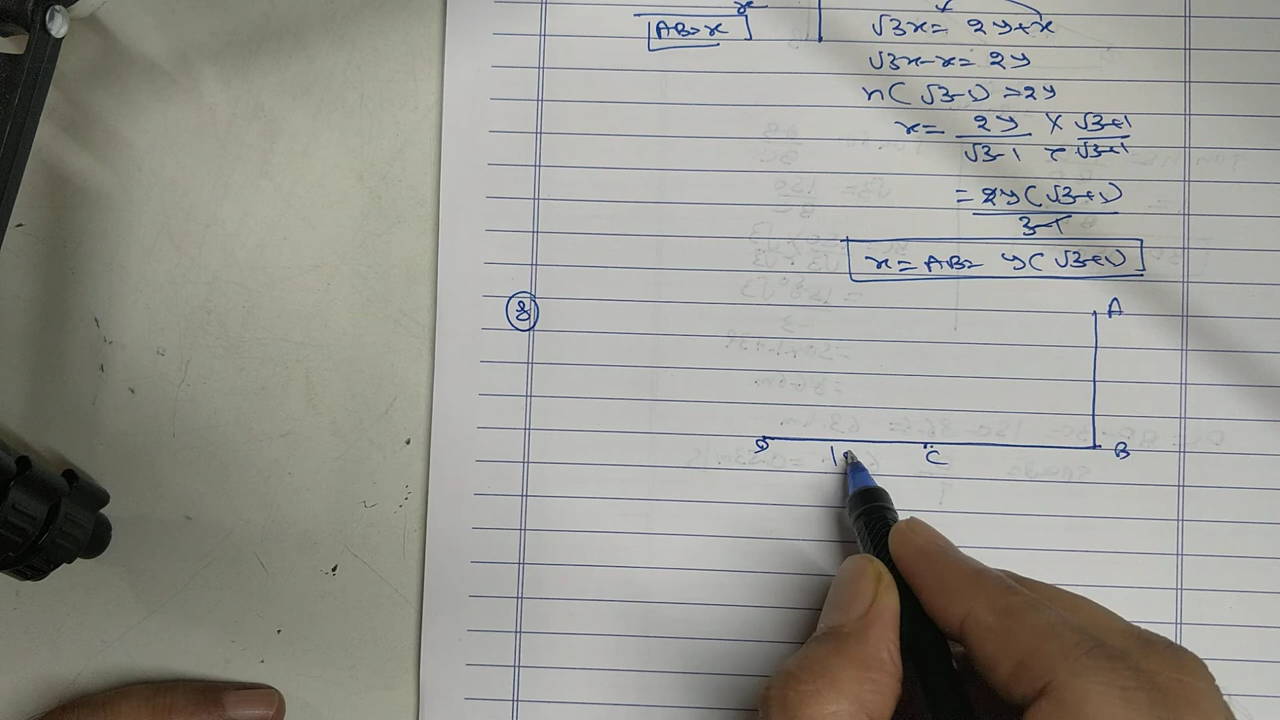 AB=x
√3x = 2y+x
√3x-x = 2y
x(√3-1) = 2y
x = 2y/√3-1 × √3+1/√3+1
= 2y(√3+1)/3-1
x = AB = y(√3+1)
8
A
D
C
B